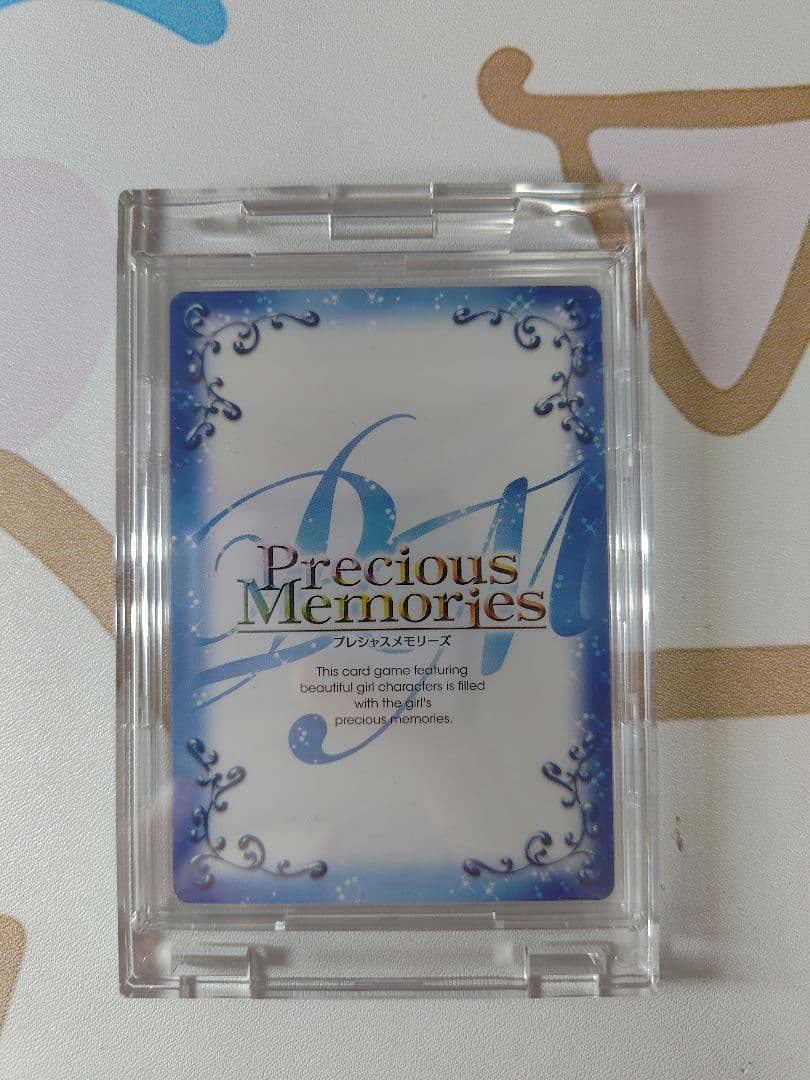 PM
Precious
Memories
プレシャスメモリーズ
This card game featuring
beautiful girl characters is filled
with the girl's
precious memories.